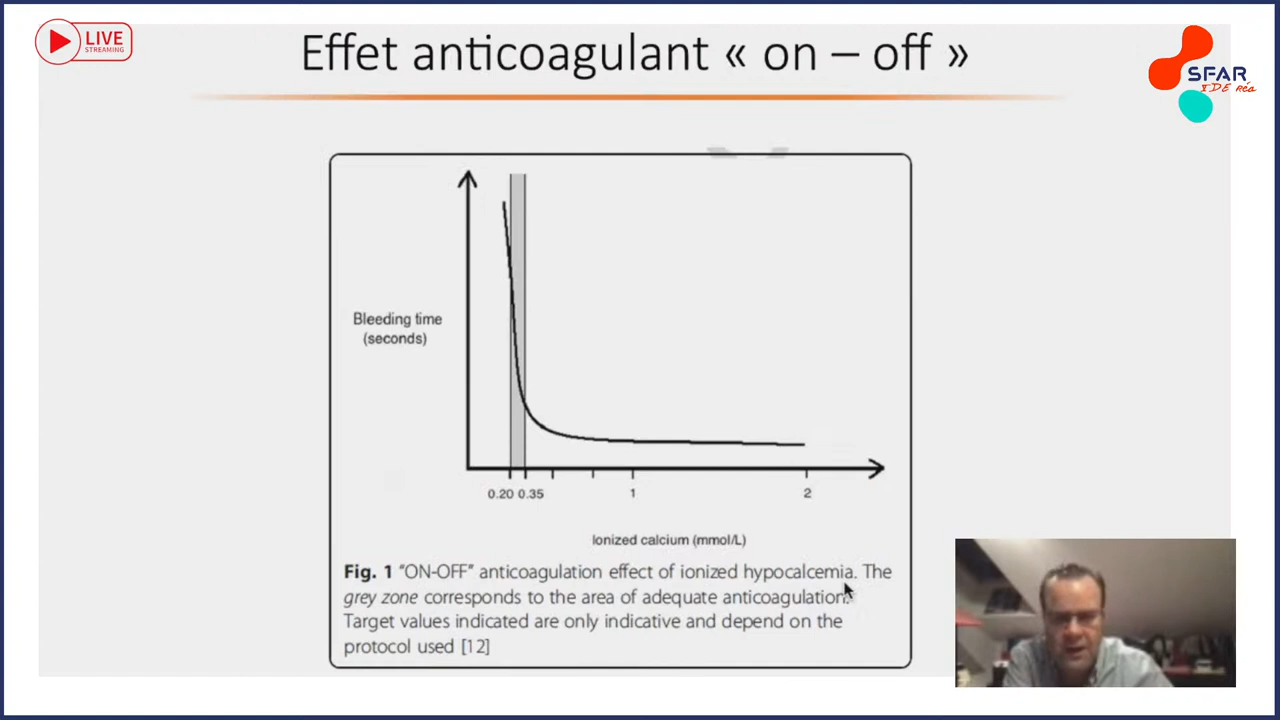 LIVE
STREAMING
Effet anticoagulant « on – off »
SFAR
IDE Réa
Bleeding time
(seconds)
0.20 0.35 1 2
Ionized calcium (mmol/L)
Fig. 1 “ON-OFF” anticoagulation effect of ionized hypocalcemia. The
grey zone corresponds to the area of adequate anticoagulation.
Target values indicated are only indicative and depend on the
protocol used [12]